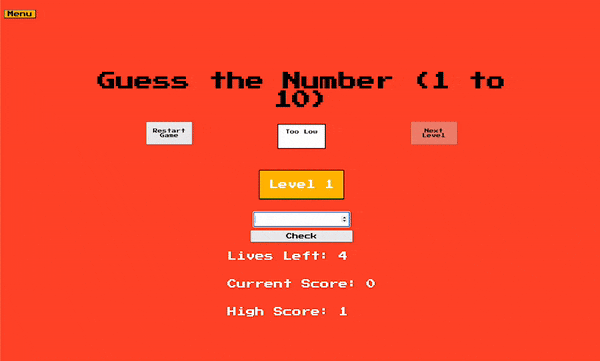 Menu
Guess the Number (1 to
10)
Restart
Game
Too Low
Next
Level
Level 1
Check
Lives Left: 4
Current Score: 0
High Score: 1